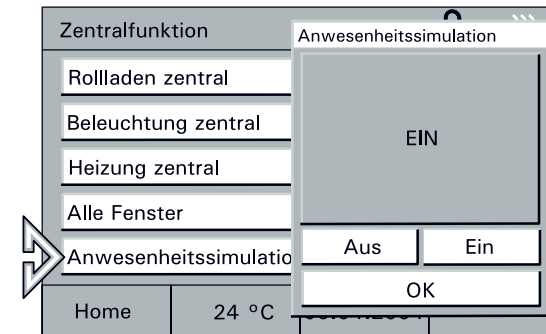 Zentralfunktion
Rollladen zentral
Beleuchtung zentral
Heizung zentral
Alle Fenster
Anwesenheitssimulatio
Home
24 °C
Anwesenheitssimulation
EIN
Aus
Ein
OK